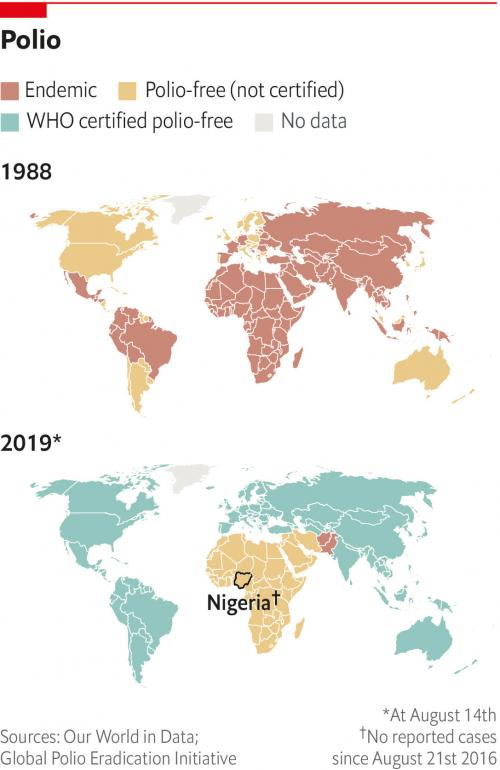 Polio
Endemic
Polio-free (not certified)
WHO certified polio-free
No data
1988
2019*
Nigeria†
*At August 14th
†No reported cases
since August 21st 2016
Sources: Our World in Data;
Global Polio Eradication Initiative